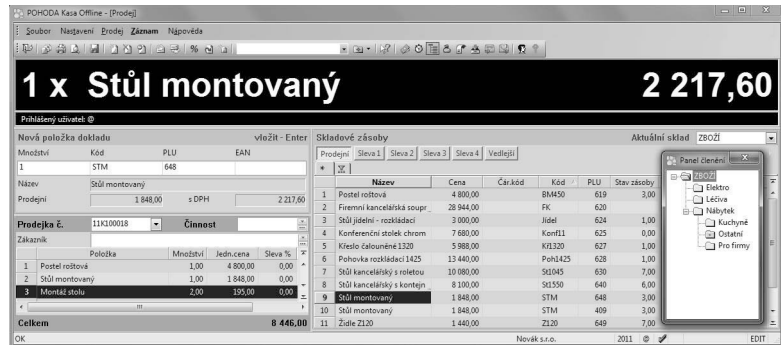 POHODA Kasa Offline - [Prodej]
Soubor Nastavení Prodej Záznam Nápověda
1 x Stůl montovaný 2 217,60
Přihlášený uživatel: @
Nová položka dokladu vložit - Enter
Množství Kód PLU EAN
1 STM 648
Název Stůl montovaný
Prodejní 1 848,00 s DPH 2 217,60
Prodejka č. 11K100018 Činnost
Zákazník
Položka Množství Jedn.cena Sleva %
1 Postel roštová 1,00 4 800,00 0,00
2 Stůl montovaný 1,00 1 848,00 0,00
3 Montáž stolu 2,00 195,00 0,00
Celkem 8 446,00
Skladové zásoby Aktuální sklad ZBOŽÍ
Prodejní Sleva 1 Sleva 2 Sleva 3 Sleva 4 Vedlejší
Název Cena Čár.kód Kód PLU Stav zásoby
1 Postel roštová 4 800,00 BM450 619 3,00
2 Firemní kancelářská soupr 28 944,00 FK 620
3 Stůl jídelní - rozkládací 3 000,00 Jídel 624 1,00
4 Konferenční stolek chrom 7 680,00 Konf11 625 0,00
5 Křeslo čalouněné 1320 5 988,00 Kř1320 627 1,00
6 Pohovka rozkládací 1425 13 440,00 Poh1425 628 1,00
7 Stůl kancelářský s roletou 10 080,00 St1045 630 7,00
8 Stůl kancelářský s kontejn 8 100,00 St1550 640 6,00
9 Stůl montovaný 1 848,00 STM 648 3,00
10 Stůl montovaný 1 848,00 STM 409 3,00
11 Židle Z120 1 440,00 Z120 649 7,00
Panel členění
ZBOŽÍ
Elektro
Léčiva
Nábytek
Kuchyně
Ostatní
Pro firmy
OK Novák s.r.o. 2011 @ EDIT